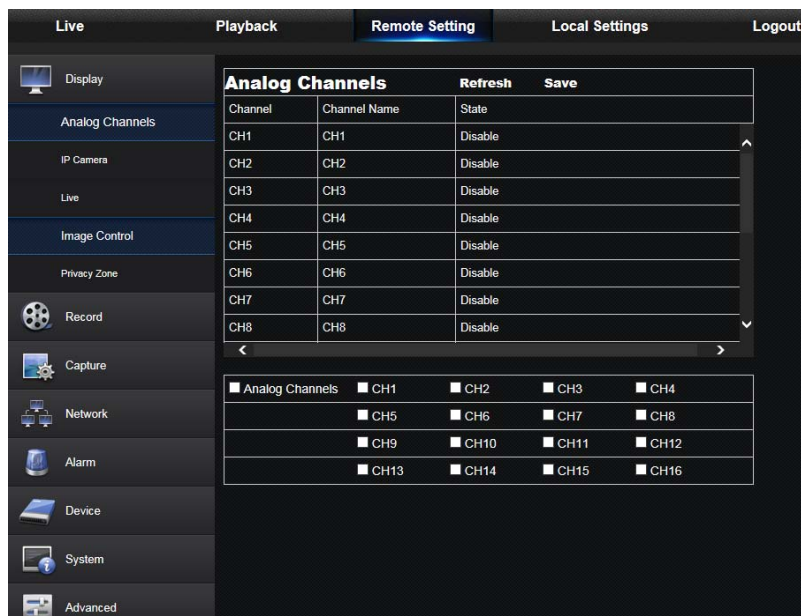 Live Playback Remote Setting Local Settings Logout
Display
Analog Channels
IP Camera
Live
Image Control
Privacy Zone
Record
Capture
Network
Alarm
Device
System
Advanced
Analog Channels Refresh Save
Channel Channel Name State
CH1 CH1 Disable
CH2 CH2 Disable
CH3 CH3 Disable
CH4 CH4 Disable
CH5 CH5 Disable
CH6 CH6 Disable
CH7 CH7 Disable
CH8 CH8 Disable
Analog Channels CH1 CH2 CH3 CH4
CH5 CH6 CH7 CH8
CH9 CH10 CH11 CH12
CH13 CH14 CH15 CH16